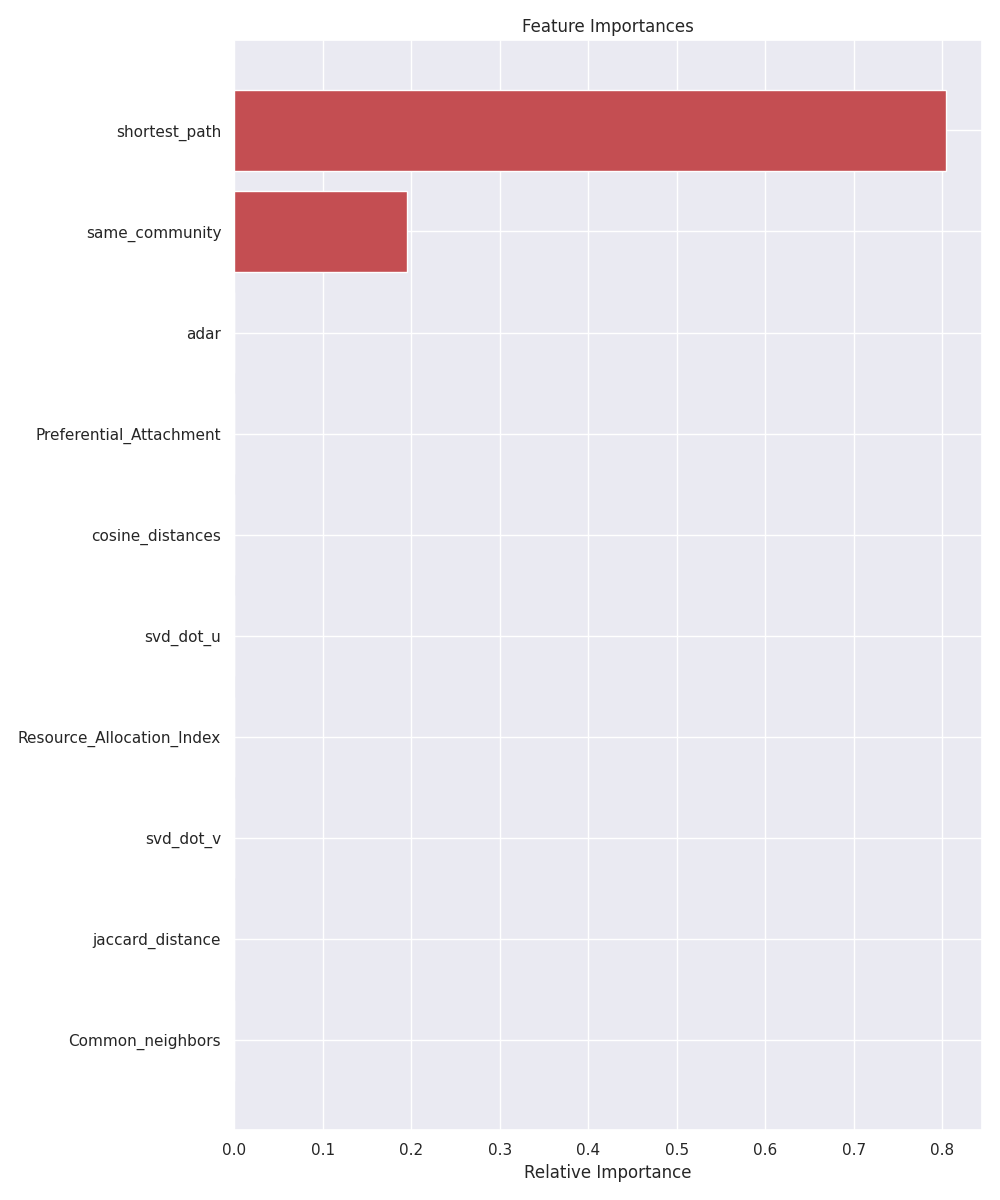 Feature Importances
shortest_path
same_community
adar
Preferential_Attachment
cosine_distances
svd_dot_u
Resource_Allocation_Index
svd_dot_v
jaccard_distance
Common_neighbors
0.0 0.1 0.2 0.3 0.4 0.5 0.6 0.7 0.8
Relative Importance